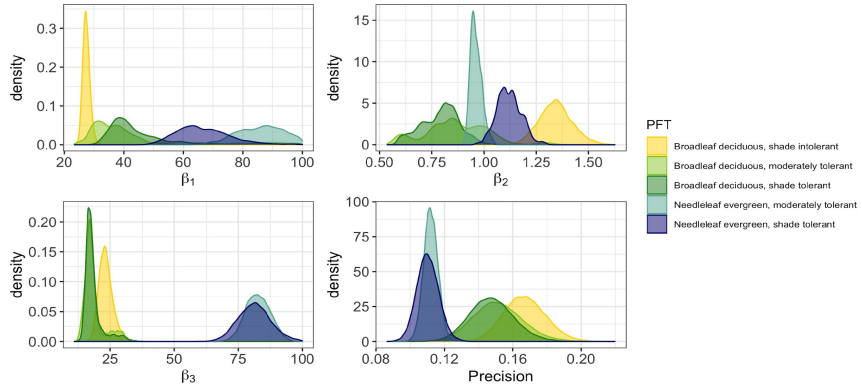 density
0.3
0.2
0.1
0.0
20 40 60 80 100
β1
density
15
10
5
0
0.50 0.75 1.00 1.25 1.50
β2
density
0.20
0.15
0.10
0.05
0.00
25 50 75 100
β3
density
100
75
50
25
0
0.08 0.12 0.16 0.20
Precision
PFT
Broadleaf deciduous, shade intolerant
Broadleaf deciduous, moderately tolerant
Broadleaf deciduous, shade tolerant
Needleleaf evergreen, moderately tolerant
Needleleaf evergreen, shade tolerant